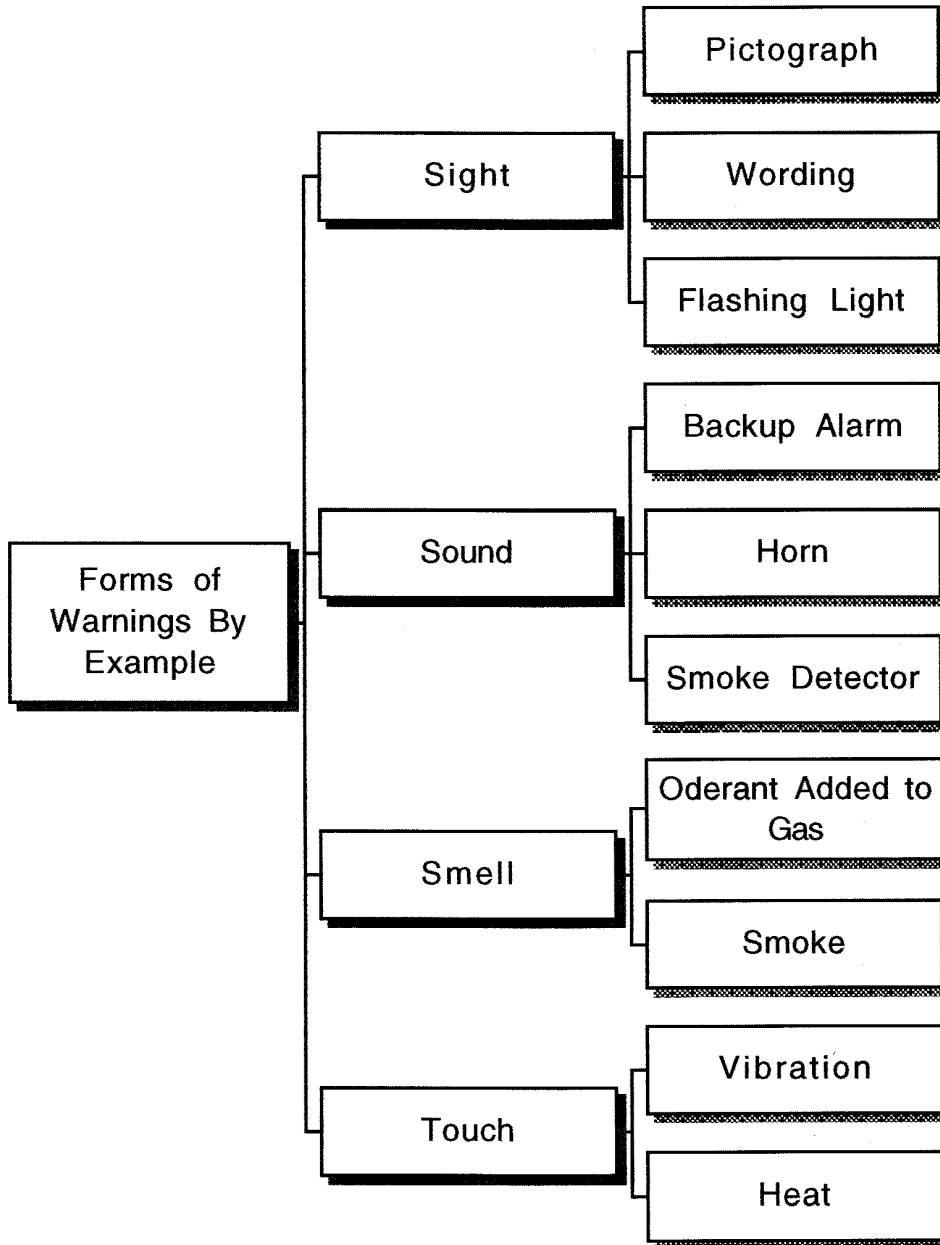 Forms of
Warnings By
Example
Sight
Pictograph
Wording
Flashing Light
Sound
Backup Alarm
Horn
Smoke Detector
Smell
Oderant Added to
Gas
Smoke
Touch
Vibration
Heat